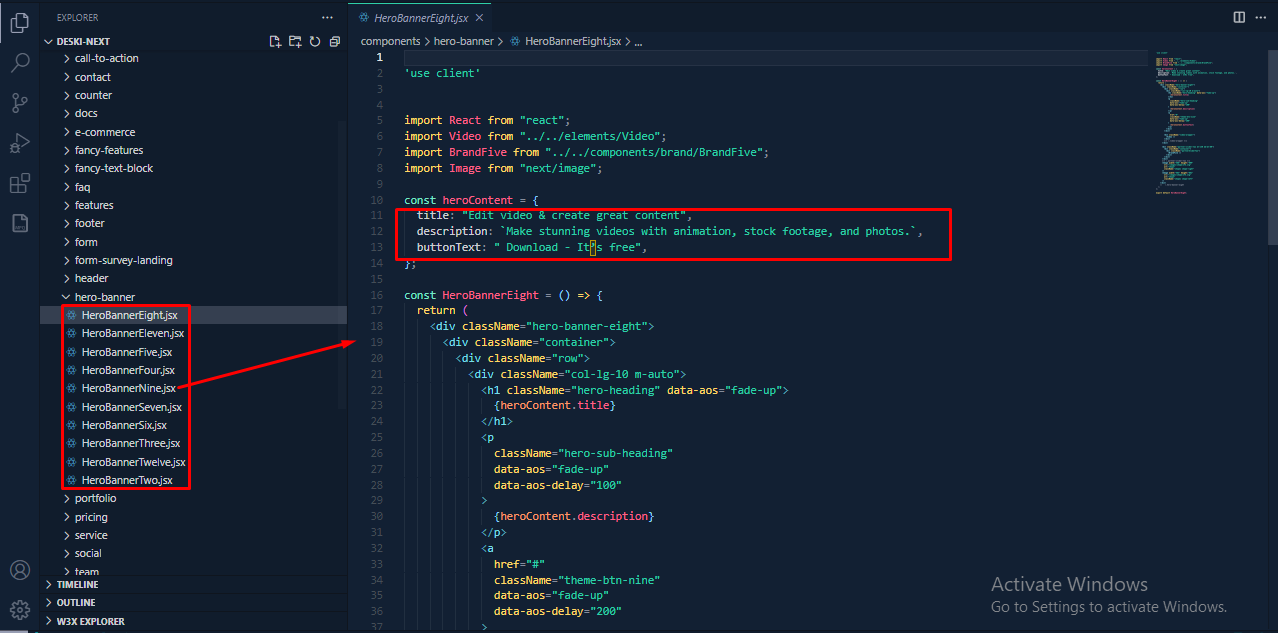 EXPLORER
DESKI-NEXT
call-to-action
contact
counter
docs
e-commerce
fancy-features
fancy-text-block
faq
features
footer
form
form-survey-landing
header
hero-banner
HeroBannerEight.jsx
HeroBannerEleven.jsx
HeroBannerFive.jsx
HeroBannerFour.jsx
HeroBannerNine.jsx
HeroBannerSeven.jsx
HeroBannerSix.jsx
HeroBannerThree.jsx
HeroBannerTwelve.jsx
HeroBannerTwo.jsx
portfolio
pricing
service
social
team
TIMELINE
OUTLINE
W3X EXPLORER
HeroBannerEight.jsx
components > hero-banner > HeroBannerEight.jsx > ...
1
2 'use client'
3
4
5 import React from "react";
6 import Video from "../../elements/Video";
7 import BrandFive from "../../components/brand/BrandFive";
8 import Image from "next/image";
9
10 const heroContent = {
11 title: "Edit video & create great content",
12 description: `Make stunning videos with animation, stock footage, and photos.`,
13 buttonText: " Download - It’s free",
14 };
15
16 const HeroBannerEight = () => {
17 return (
18 <div className="hero-banner-eight">
19 <div className="container">
20 <div className="row">
21 <div className="col-lg-10 m-auto">
22 <h1 className="hero-heading" data-aos="fade-up">
23 {heroContent.title}
24 </h1>
25 <p
26 className="hero-sub-heading"
27 data-aos="fade-up"
28 data-aos-delay="100"
29 >
30 {heroContent.description}
31 </p>
32 <a
33 href="#"
34 className="theme-btn-nine"
35 data-aos="fade-up"
36 data-aos-delay="200"
37 >
Activate Windows
Go to Settings to activate Windows.